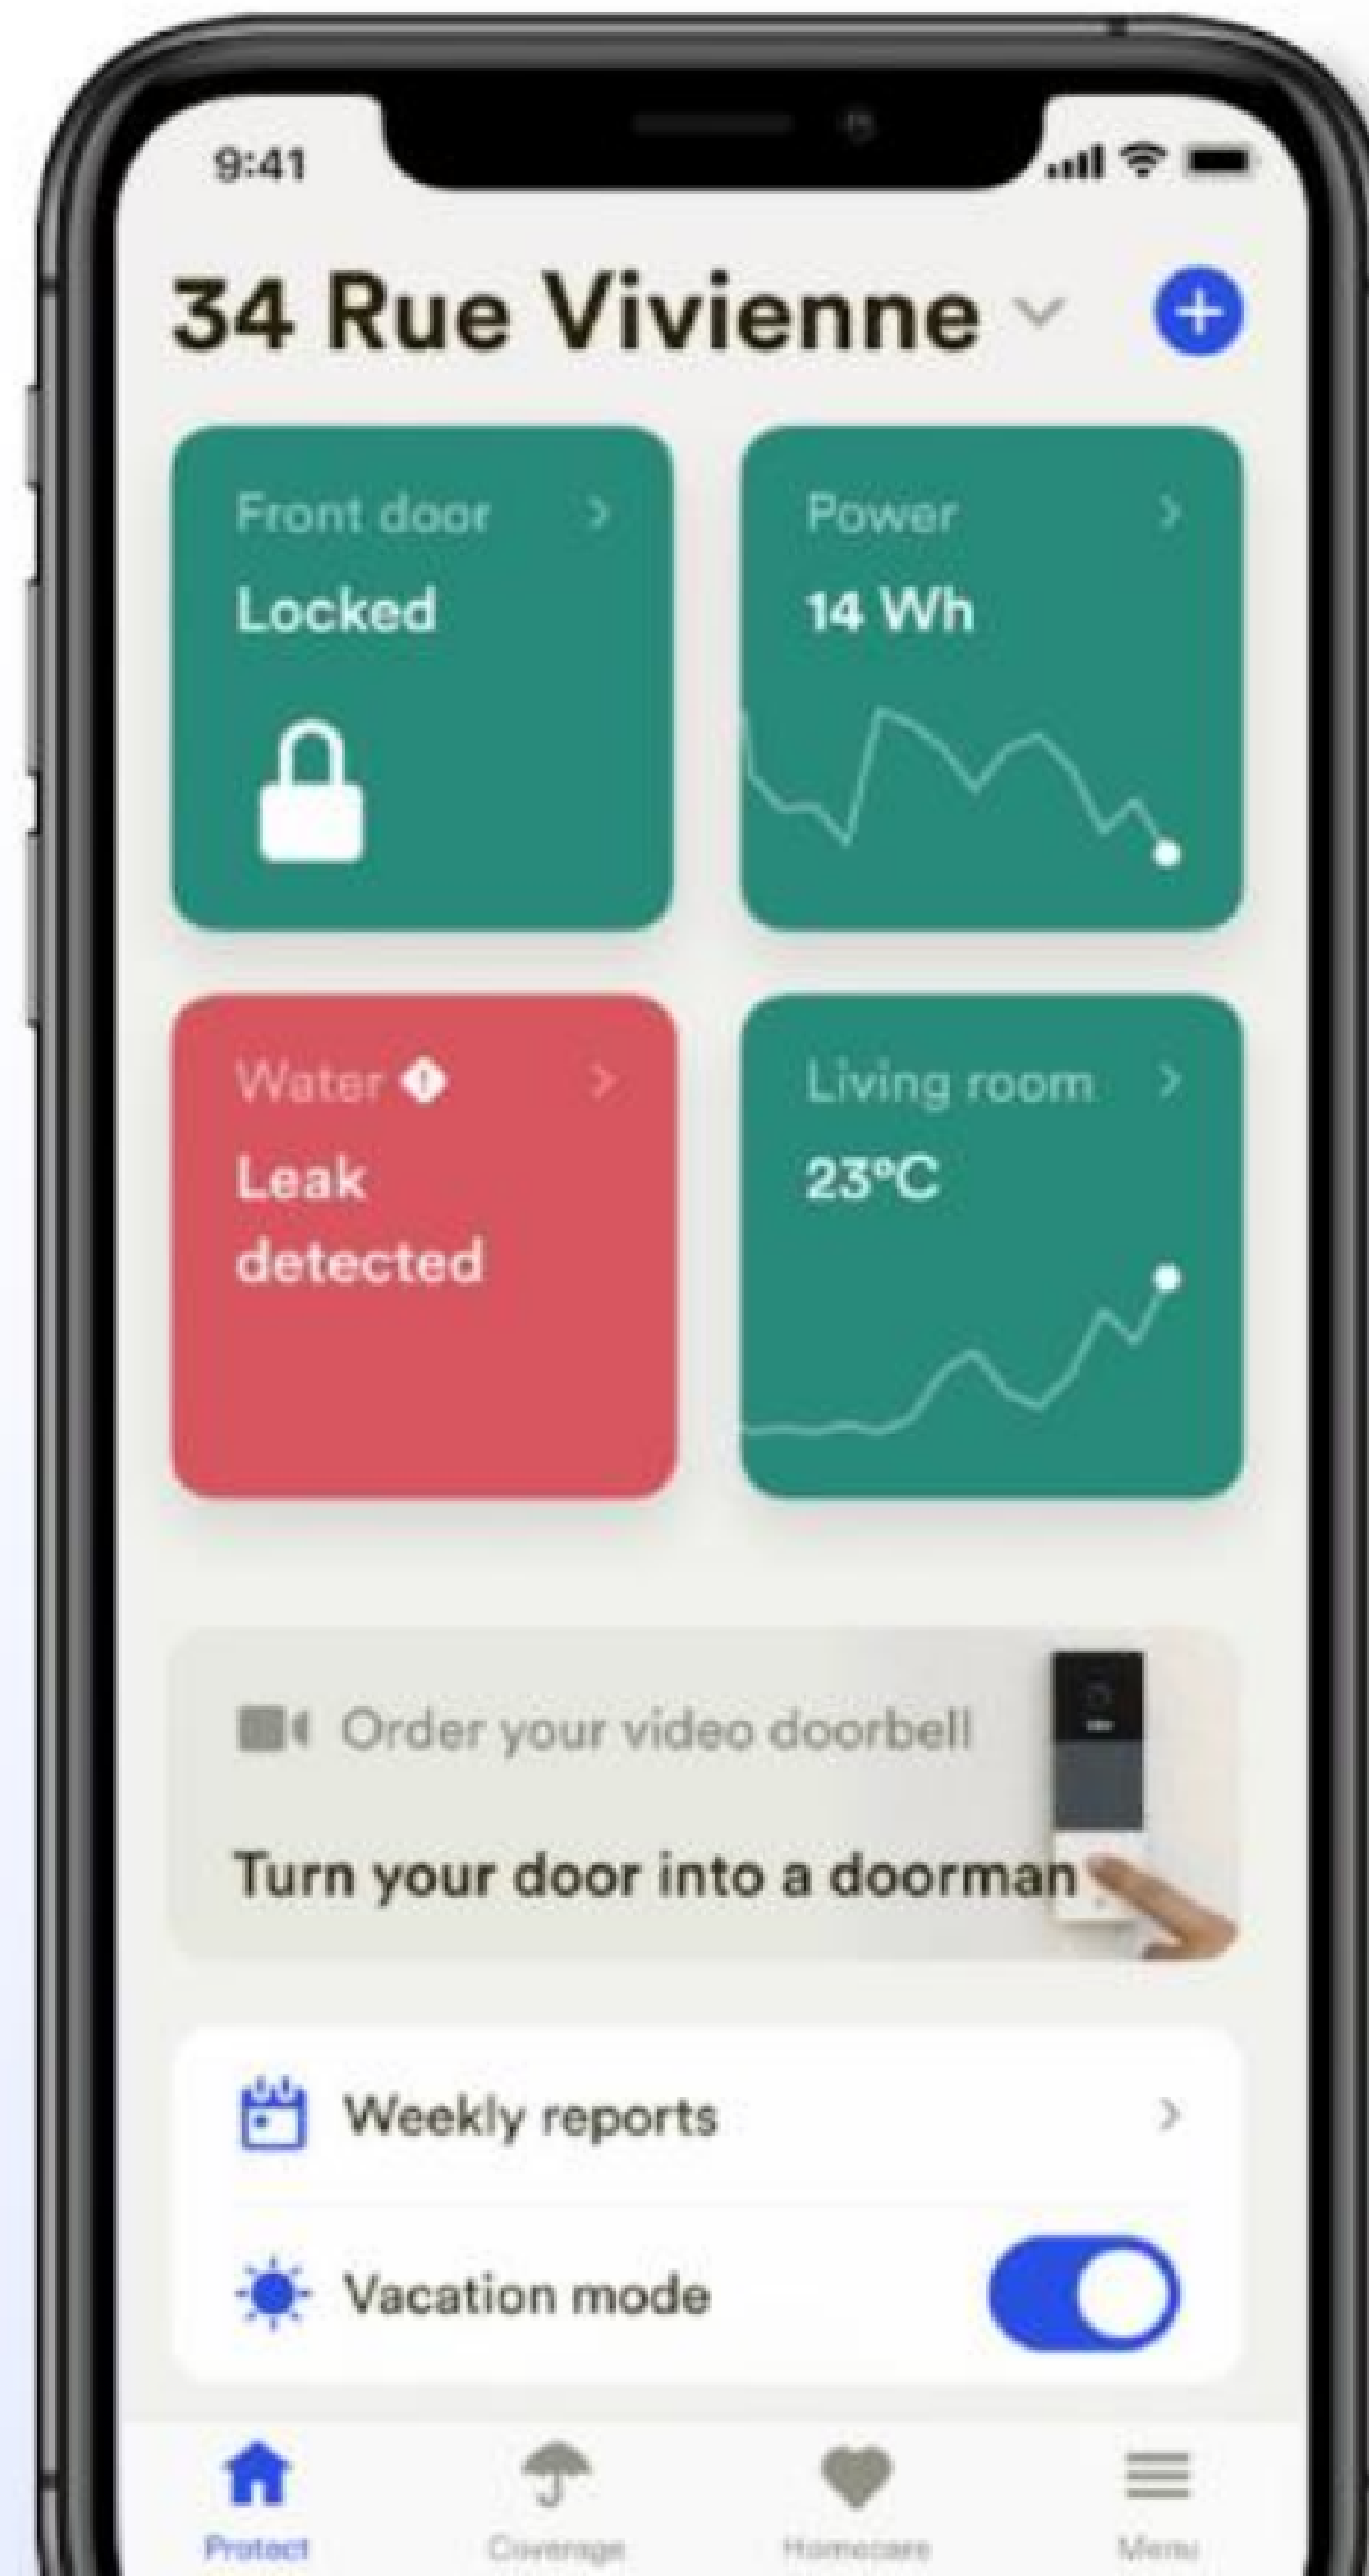 9:41
34 Rue Vivienne
Front door
Locked
Power
14 Wh
Water
Leak
detected
Living room
23°C
Order your video doorbell
Turn your door into a doorman
Weekly reports
Vacation mode
Protect
Coverage
Homecare
Menu